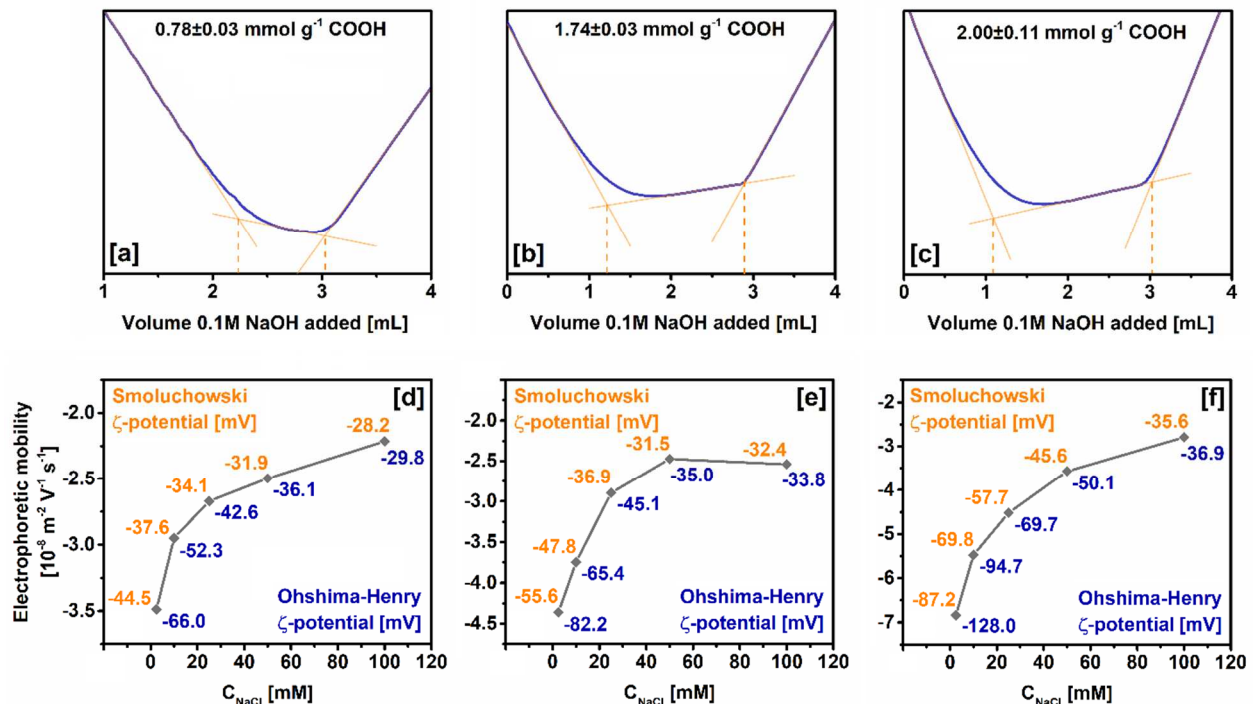 0.78±0.03 mmol g⁻¹ COOH
[a]
1 2 3 4
Volume 0.1M NaOH added [mL]
1.74±0.03 mmol g⁻¹ COOH
[b]
0 1 2 3 4
Volume 0.1M NaOH added [mL]
2.00±0.11 mmol g⁻¹ COOH
[c]
0 1 2 3 4
Volume 0.1M NaOH added [mL]
Electrophoretic mobility
[10⁻⁸ m⁻² V⁻¹ s⁻¹]
-2.0
-2.5
-3.0
-3.5
Smoluchowski
ζ-potential [mV]
[d]
-28.2
-31.9
-34.1
-37.6
-44.5
-29.8
-36.1
-42.6
-52.3
-66.0
Ohshima-Henry
ζ-potential [mV]
0 20 40 60 80 100 120
C_NaCl [mM]
-2.0
-2.5
-3.0
-3.5
-4.0
-4.5
Smoluchowski
ζ-potential [mV]
[e]
-31.5
-32.4
-36.9
-47.8
-55.6
-35.0
-33.8
-45.1
-65.4
-82.2
Ohshima-Henry
ζ-potential [mV]
0 20 40 60 80 100 120
C_NaCl [mM]
-2
-3
-4
-5
-6
-7
Smoluchowski
ζ-potential [mV]
[f]
-35.6
-45.6
-57.7
-69.8
-87.2
-36.9
-50.1
-69.7
-94.7
-128.0
Ohshima-Henry
ζ-potential [mV]
0 20 40 60 80 100 120
C_NaCl [mM]